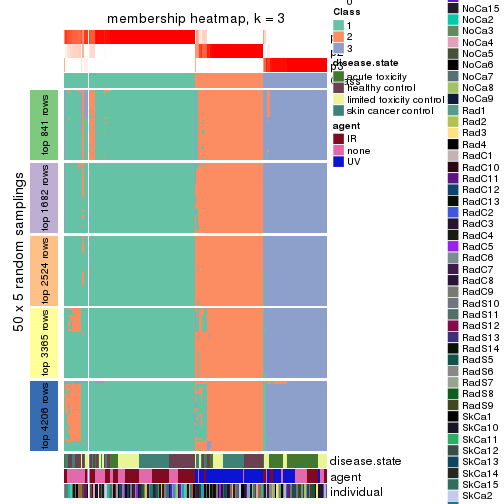 membership heatmap, k = 3
50 x 5 random samplings
top 841 rows
top 1682 rows
top 2524 rows
top 3365 rows
top 4206 rows
disease.state
agent
individual
0
Class
1
2
3
disease.state
acute toxicity
healthy control
limited toxicity control
skin cancer control
agent
IR
none
UV
NoCa15
NoCa2
NoCa3
NoCa4
NoCa5
NoCa6
NoCa7
NoCa8
NoCa9
Rad1
Rad2
Rad3
Rad4
RadC1
RadC10
RadC11
RadC12
RadC13
RadC2
RadC3
RadC4
RadC5
RadC6
RadC7
RadC8
RadC9
RadS10
RadS11
RadS12
RadS13
RadS14
RadS5
RadS6
RadS7
RadS8
RadS9
SkCa1
SkCa10
SkCa11
SkCa12
SkCa13
SkCa14
SkCa15
SkCa2